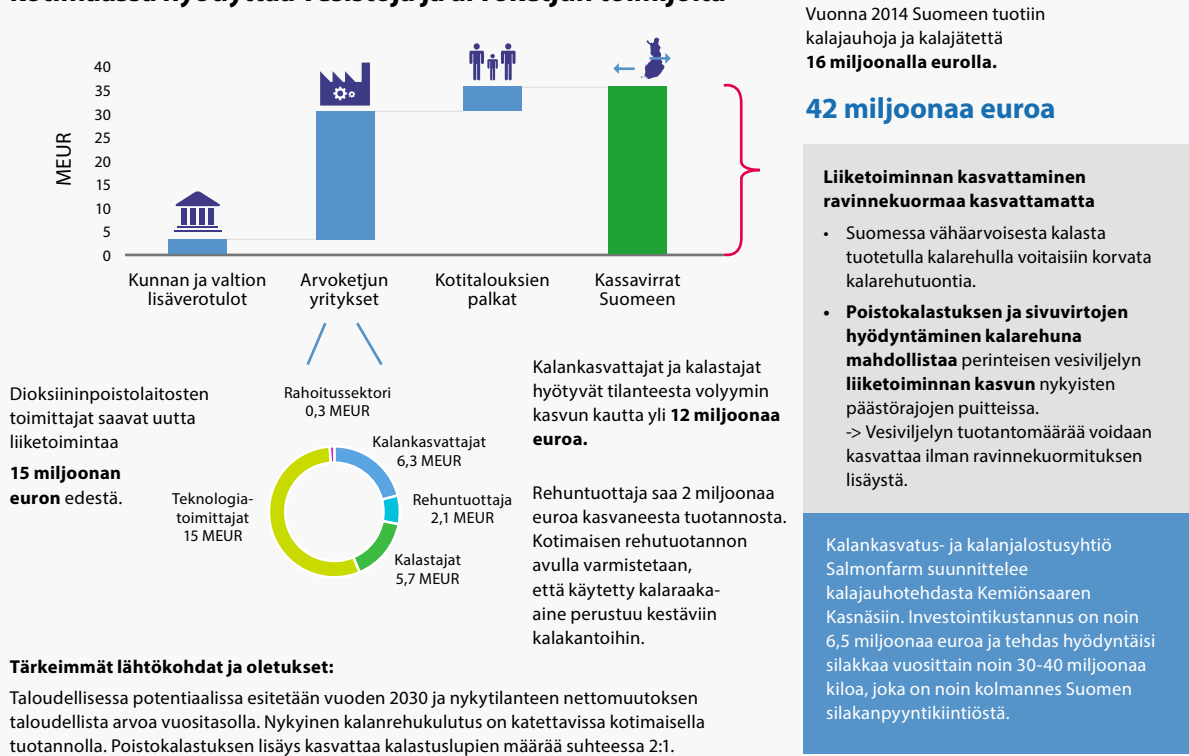 kotimaassa hyödyttää vesistöjä ja arvoketjun toimijoita
MEUR
40
35
30
25
20
15
10
5
0
Kunnan ja valtion
lisäverotulot
Arvoketjun
yritykset
Kotitalouksien
palkat
Kassavirrat
Suomeen
Dioksiininpoistolaitosten
toimittajat saavat uutta
liiketoimintaa
15 miljoonan
euron edestä.
Rahoitussektori
0,3 MEUR
Kalankasvattajat
6,3 MEUR
Rehuntuottaja
2,1 MEUR
Kalastajat
5,7 MEUR
Teknologia-
toimittajat
15 MEUR
Kalankasvattajat ja kalastajat
hyötyvät tilanteesta volyymin
kasvun kautta yli 12 miljoonaa
euroa.
Rehuntuottaja saa 2 miljoonaa
euroa kasvaneesta tuotannosta.
Kotimaisen rehutuotannon
avulla varmistetaan,
että käytetty kalaraaka-
aine perustuu kestäviin
kalakantoihin.
Tärkeimmät lähtökohdat ja oletukset:
Taloudellisessa potentiaalissa esitetään vuoden 2030 ja nykytilanteen nettomuutoksen
taloudellista arvoa vuositasolla. Nykyinen kalanrehukulutus on katettavissa kotimaisella
tuotannolla. Poistokalastuksen lisäys kasvattaa kalastuslupien määrää suhteessa 2:1.
Vuonna 2014 Suomeen tuotiin
kalajauhoja ja kalajätettä
16 miljoonalla eurolla.
42 miljoonaa euroa
Liiketoiminnan kasvattaminen
ravinnekuormaa kasvattamatta
• Suomessa vähäarvoisesta kalasta
tuotetulla kalarehulla voitaisiin korvata
kalarehutuontia.
• Poistokalastuksen ja sivuvirtojen
hyödyntäminen kalarehuna
mahdollistaa perinteisen vesiviljelyn
liiketoiminnan kasvun nykyisten
päästörajojen puitteissa.
-> Vesiviljelyn tuotantomäärää voidaan
kasvattaa ilman ravinnekuormituksen
lisäystä.
Kalankasvatus- ja kalanjalostusyhtiö
Salmonfarm suunnittelee
kalajauhotehdasta Kemiönsaaren
Kasnäsiin. Investointikustannus on noin
6,5 miljoonaa euroa ja tehdas hyödyntäisi
silakkaa vuosittain noin 30-40 miljoonaa
kiloa, joka on noin kolmannes Suomen
silakanpyyntikiintiöstä.